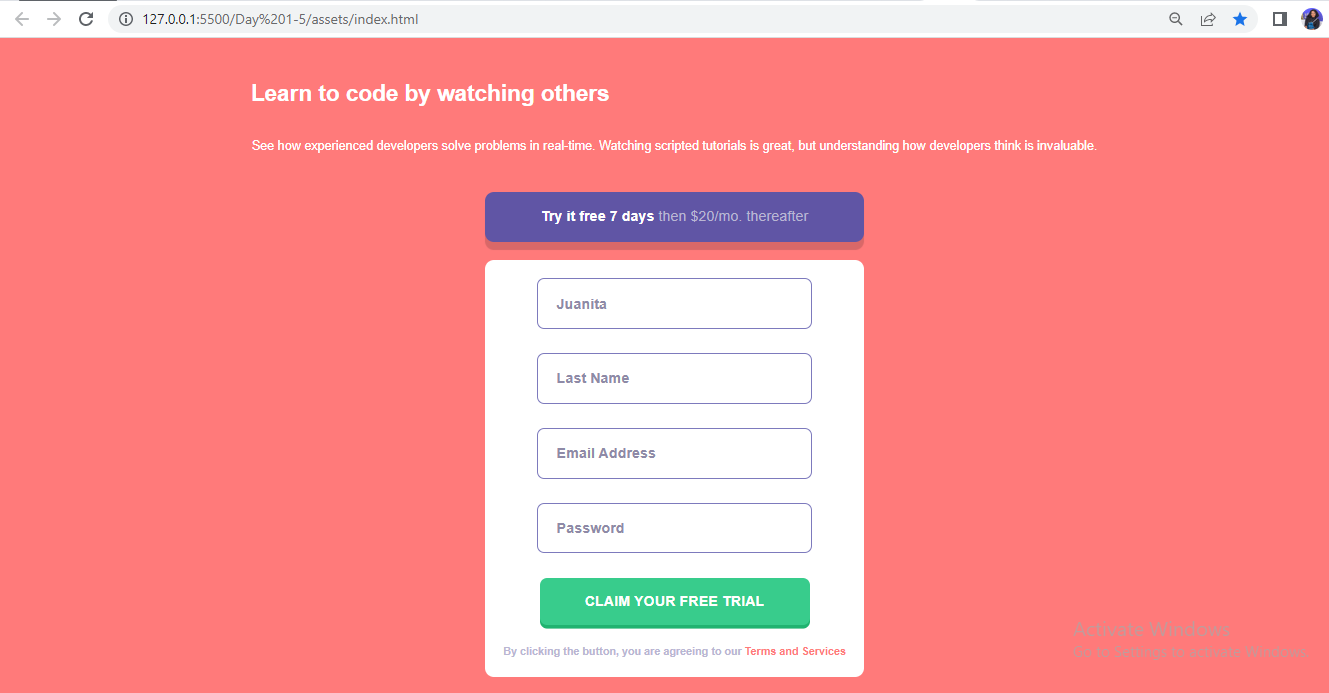 127.0.0.1:5500/Day%201-5/assets/index.html
Learn to code by watching others
See how experienced developers solve problems in real-time. Watching scripted tutorials is great, but understanding how developers think is invaluable.
Try it free 7 days then $20/mo. thereafter
Juanita
Last Name
Email Address
Password
CLAIM YOUR FREE TRIAL
By clicking the button, you are agreeing to our Terms and Services
Activate Windows
Go to Settings to activate Windows.